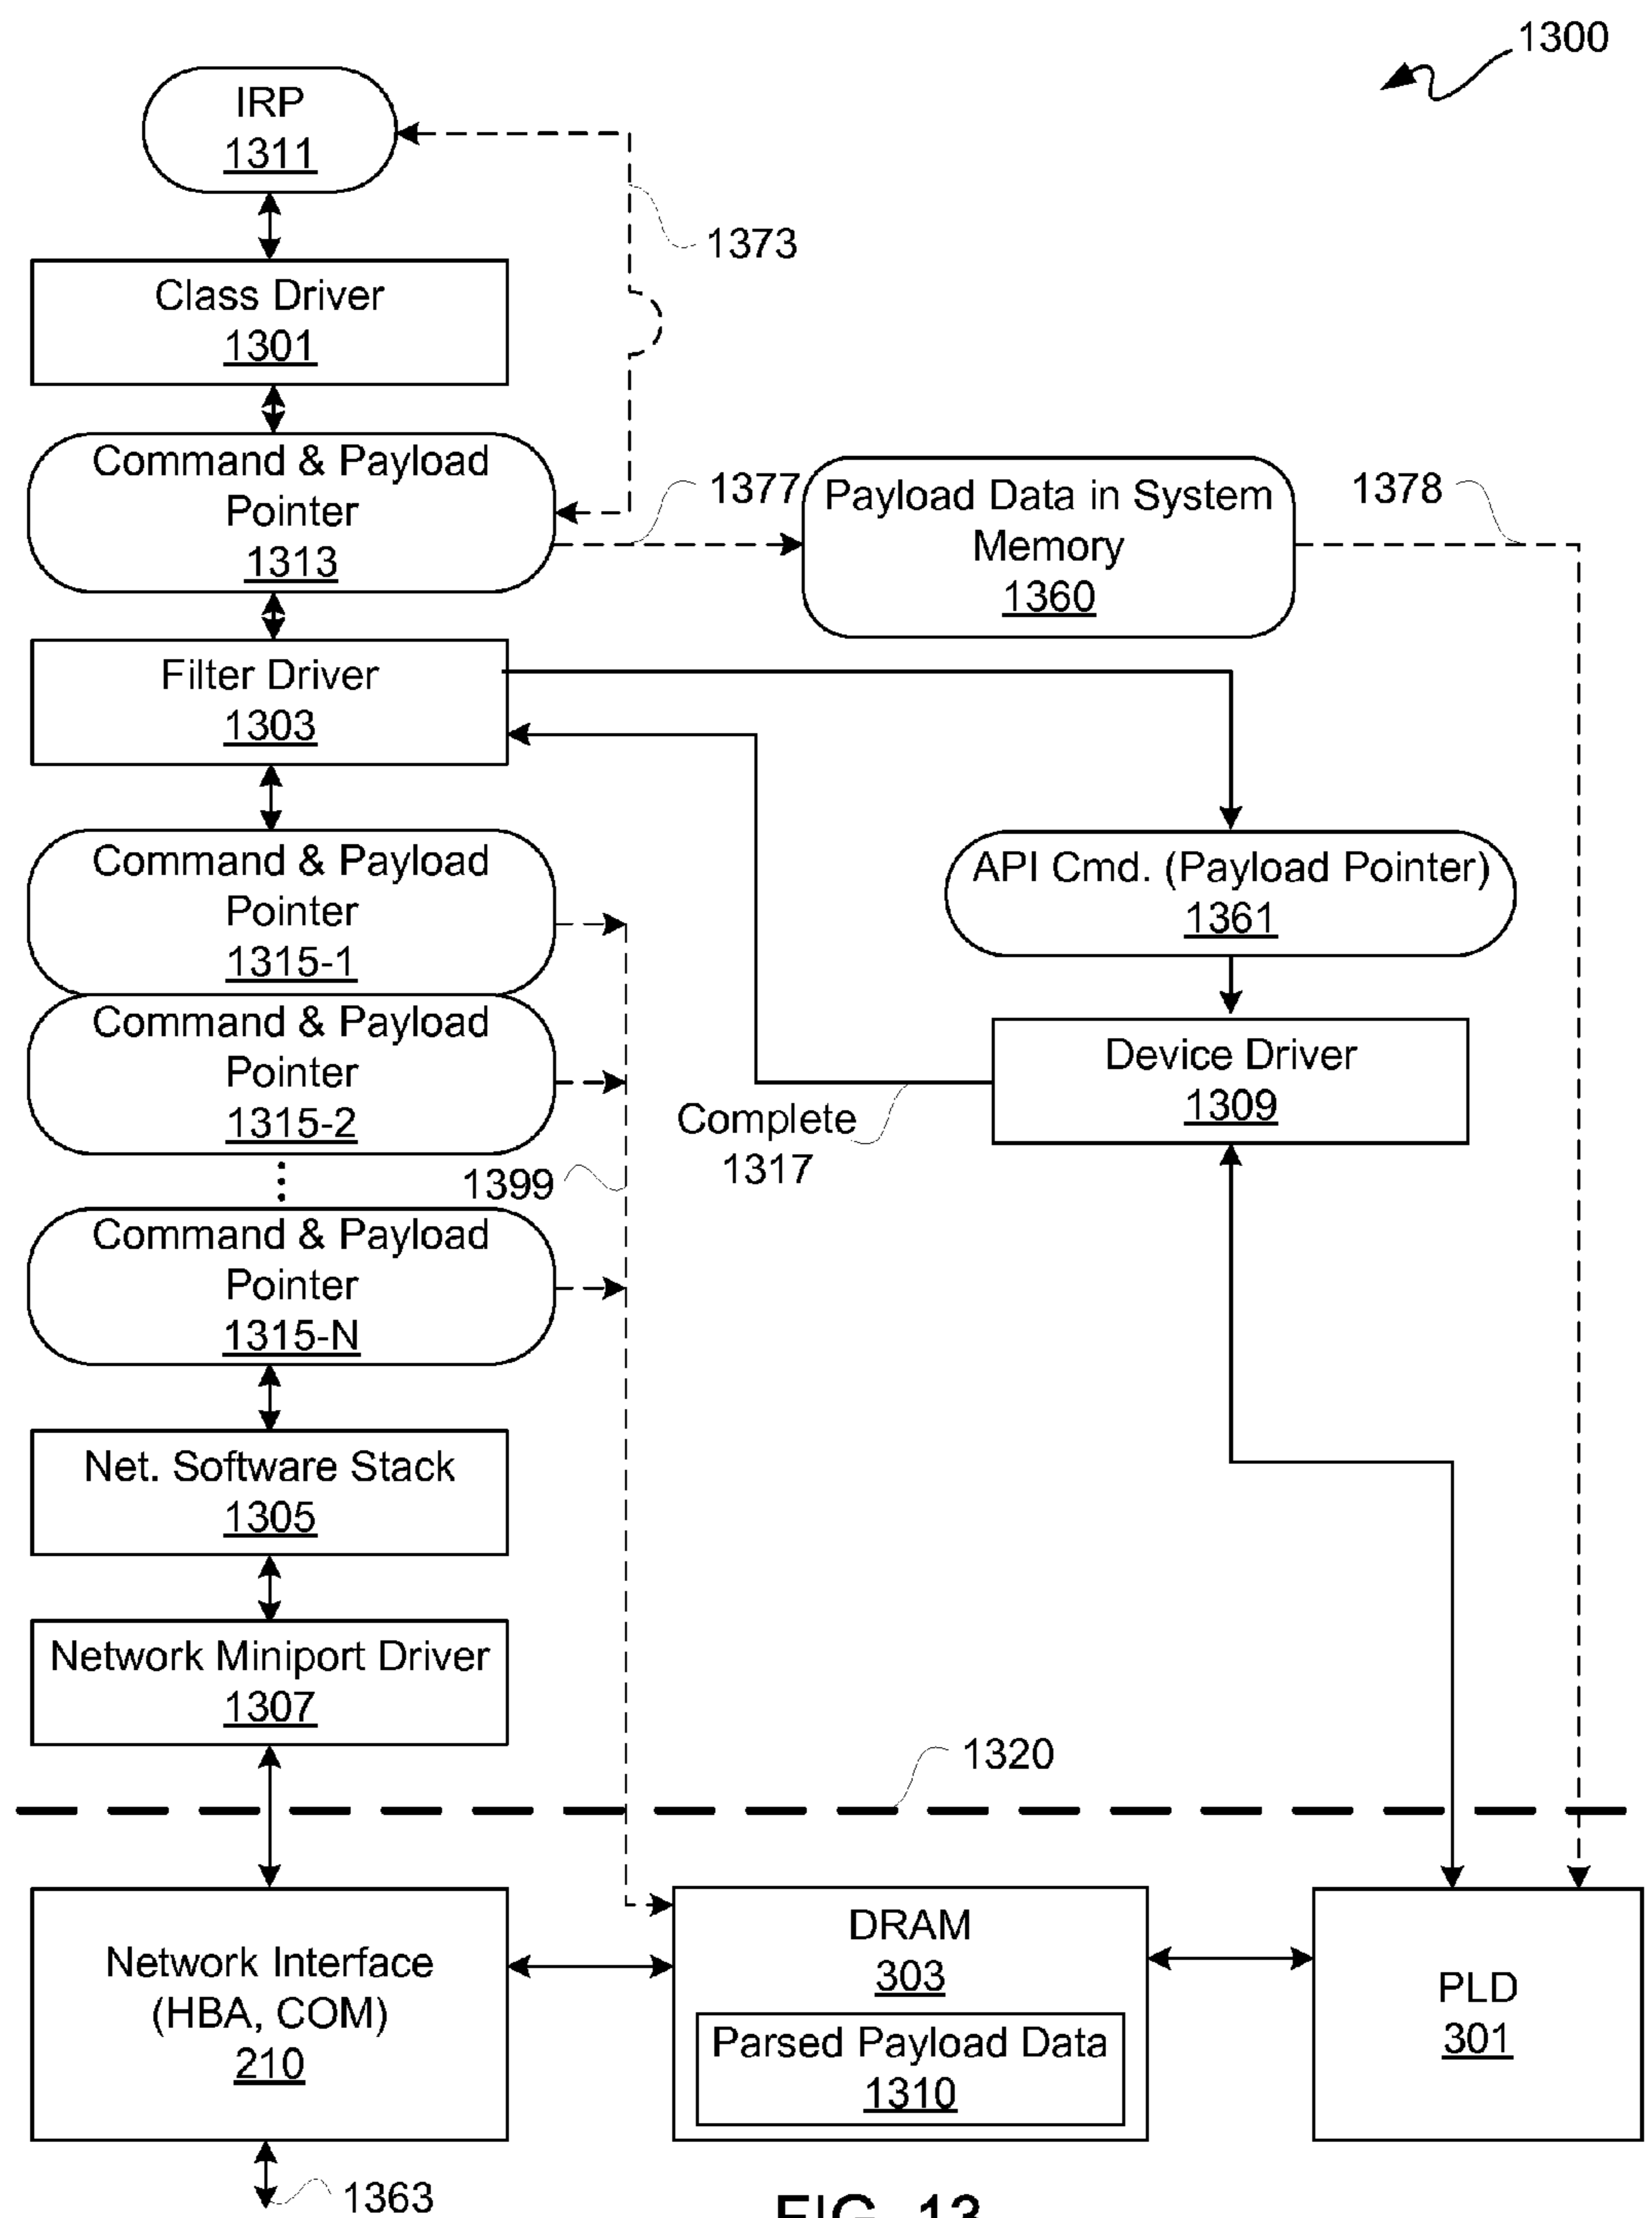 1300
IRP
1311
1373
Class Driver
1301
Command & Payload
Pointer
1313
1377
Payload Data in System
Memory
1360
1378
Filter Driver
1303
Command & Payload
Pointer
1315-1
API Cmd. (Payload Pointer)
1361
Command & Payload
Pointer
1315-2
Device Driver
1309
Complete
1317
1399
Command & Payload
Pointer
1315-N
Net. Software Stack
1305
Network Miniport Driver
1307
1320
Network Interface
(HBA, COM)
210
DRAM
303
Parsed Payload Data
1310
PLD
301
1363
FIG. 13